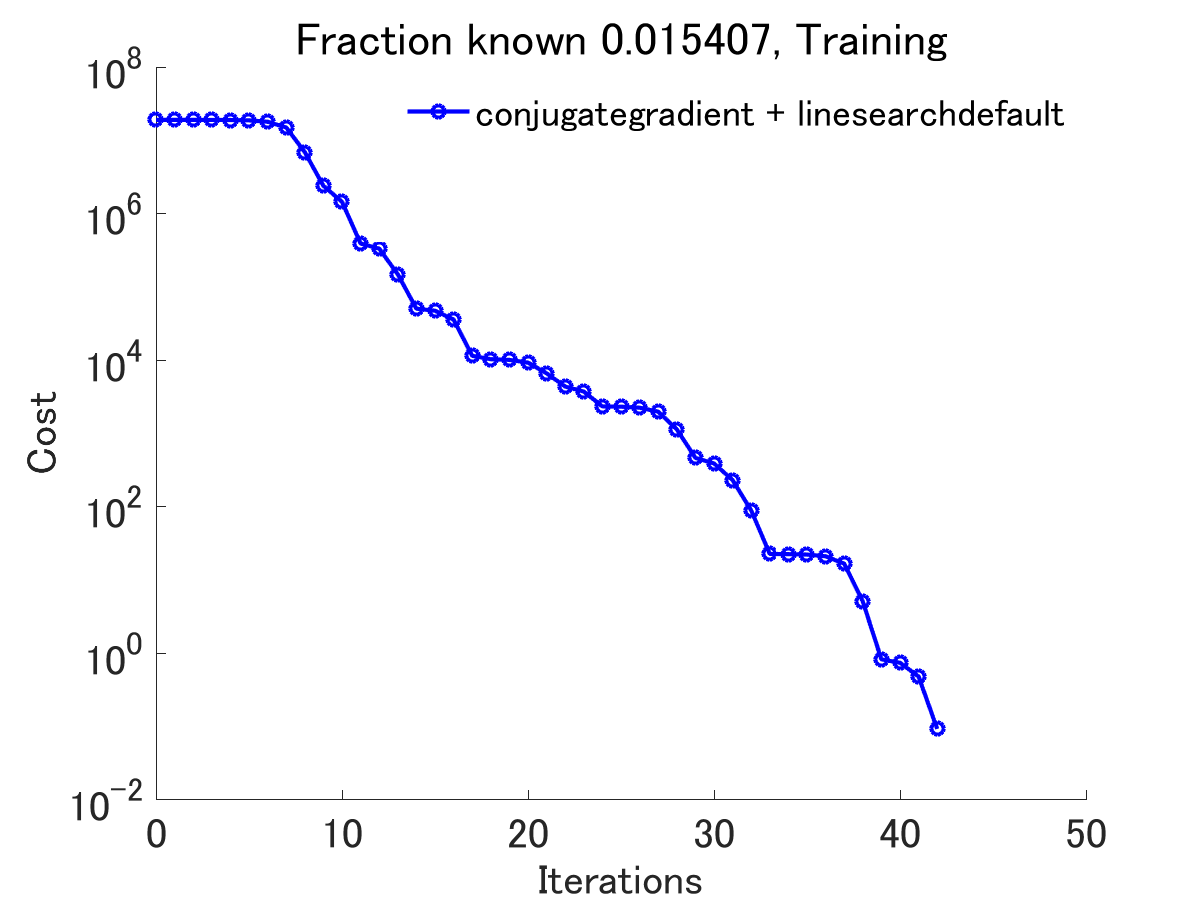 Fraction known 0.015407, Training
conjugategradient + linesearchdefault
10^8
10^6
10^4
10^2
10^0
10^-2
Cost
0 10 20 30 40 50
Iterations